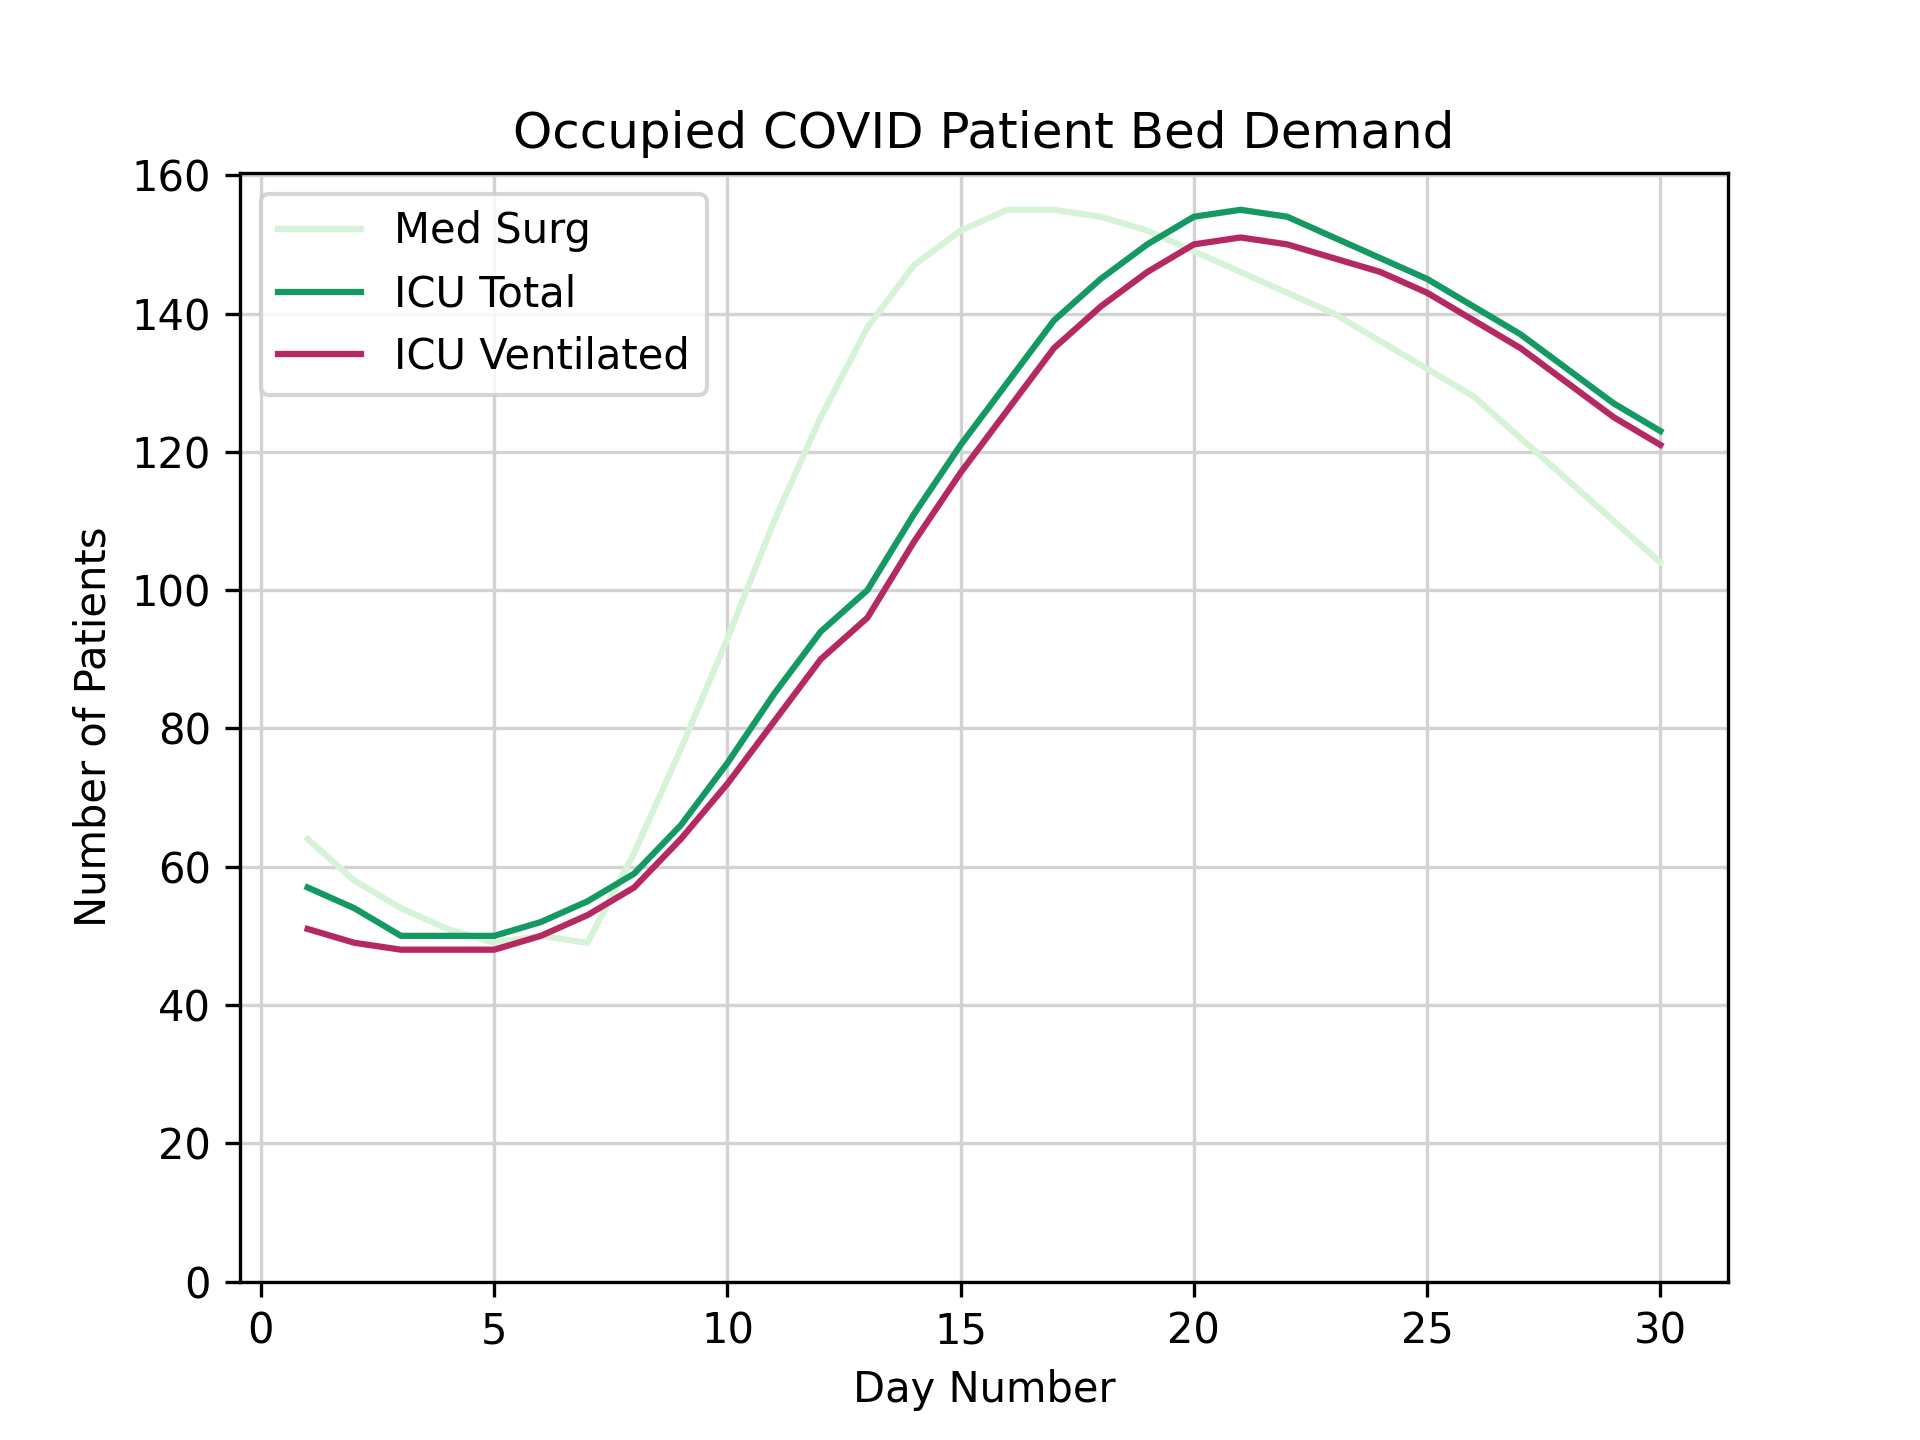 Occupied COVID Patient Bed Demand
160
140
120
100
80
60
40
20
0
Number of Patients
Med Surg
ICU Total
ICU Ventilated
0 5 10 15 20 25 30
Day Number